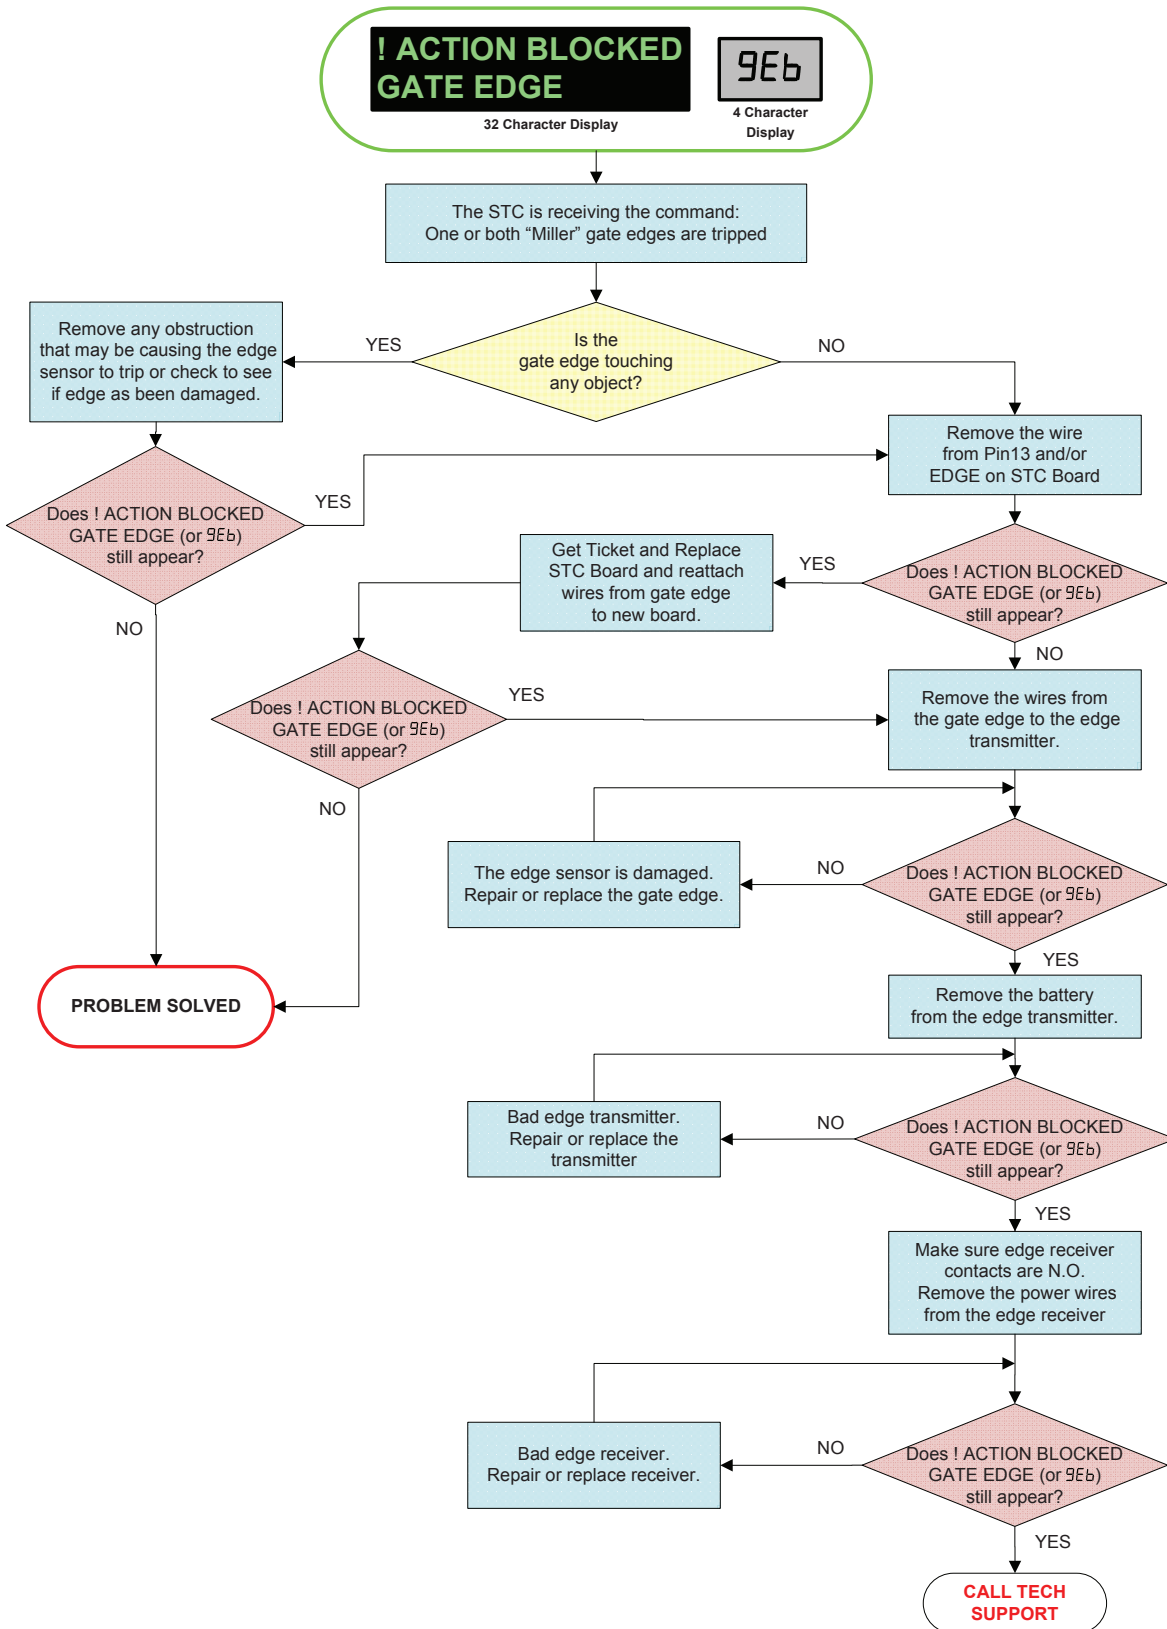 ! ACTION BLOCKED
GATE EDGE
32 Character Display
gEb
4 Character
Display
The STC is receiving the command:
One or both “Miller” gate edges are tripped
Is the
gate edge touching
any object?
YES
NO
Remove any obstruction
that may be causing the edge
sensor to trip or check to see
if edge as been damaged.
Remove the wire
from Pin13 and/or
EDGE on STC Board
Does ! ACTION BLOCKED
GATE EDGE (or gEb)
still appear?
YES
NO
Get Ticket and Replace
STC Board and reattach
wires from gate edge
to new board.
YES
Does ! ACTION BLOCKED
GATE EDGE (or gEb)
still appear?
NO
Does ! ACTION BLOCKED
GATE EDGE (or gEb)
still appear?
YES
NO
Remove the wires from
the gate edge to the edge
transmitter.
The edge sensor is damaged.
Repair or replace the gate edge.
NO
Does ! ACTION BLOCKED
GATE EDGE (or gEb)
still appear?
YES
PROBLEM SOLVED
Remove the battery
from the edge transmitter.
Bad edge transmitter.
Repair or replace the
transmitter
NO
Does ! ACTION BLOCKED
GATE EDGE (or gEb)
still appear?
YES
Make sure edge receiver
contacts are N.O.
Remove the power wires
from the edge receiver
Bad edge receiver.
Repair or replace receiver.
NO
Does ! ACTION BLOCKED
GATE EDGE (or gEb)
still appear?
YES
CALL TECH
SUPPORT